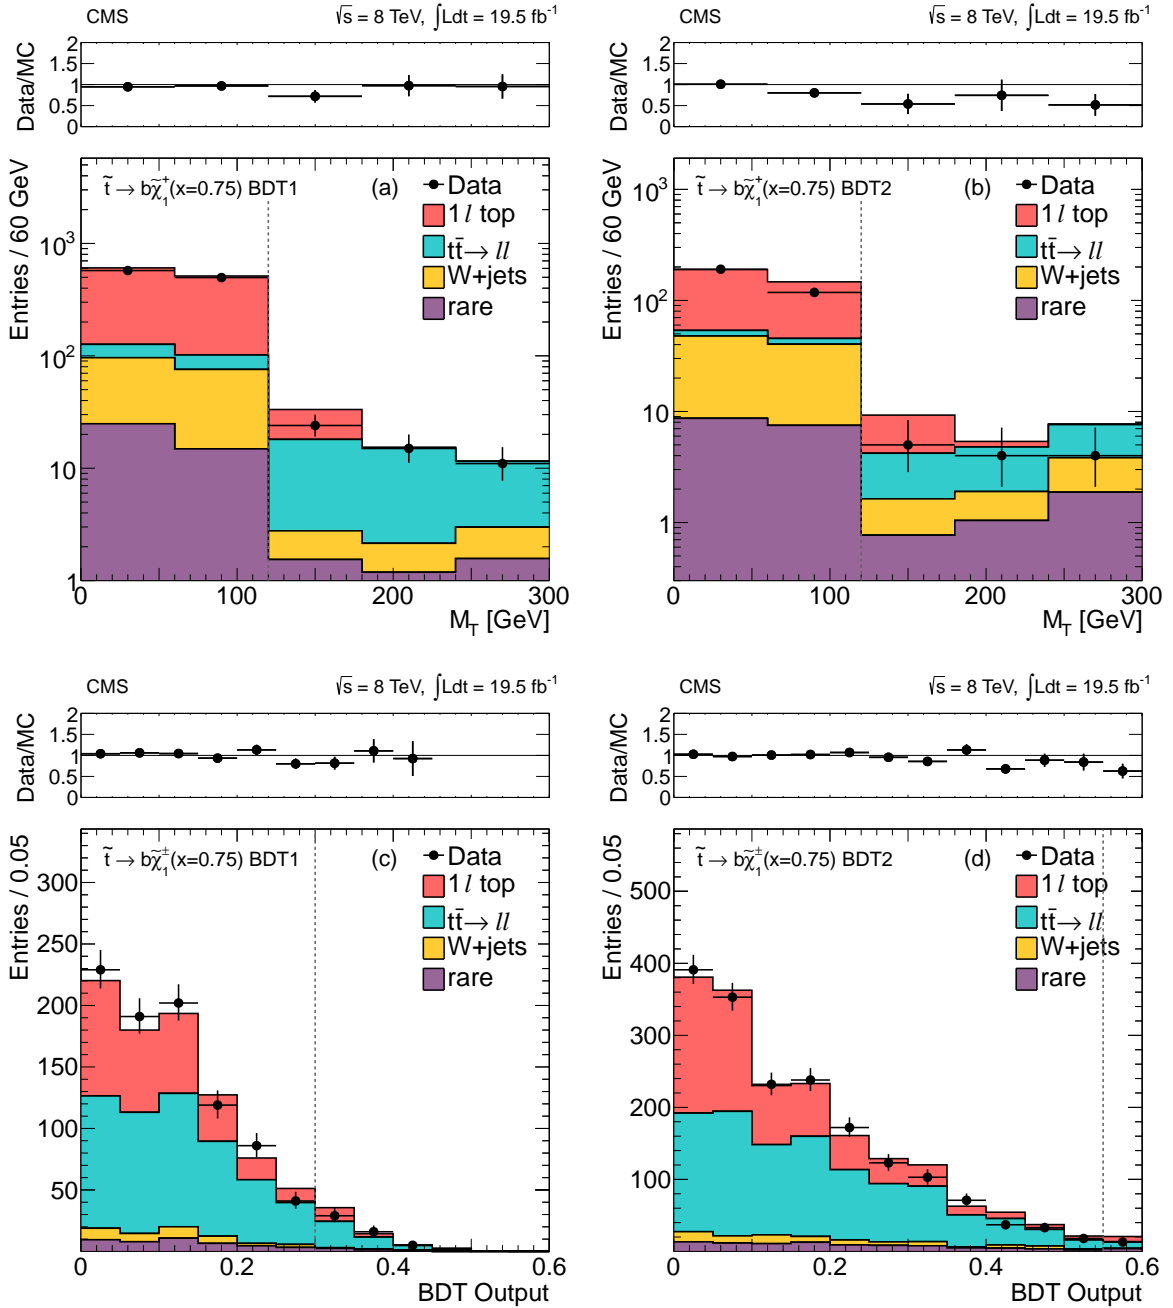 CMS √s = 8 TeV, ∫Ldt = 19.5 fb⁻¹
Data/MC
2
1.5
1
0.5
0
t̃ → bχ̃₁⁺(x=0.75) BDT1 (a)
Data
1 l top
tt̄ → ll
W+jets
rare
Entries / 60 GeV
10³
10²
10
1
0 100 200 300
M_T [GeV]
CMS √s = 8 TeV, ∫Ldt = 19.5 fb⁻¹
Data/MC
2
1.5
1
0.5
0
t̃ → bχ̃₁⁺(x=0.75) BDT2 (b)
Data
1 l top
tt̄ → ll
W+jets
rare
Entries / 60 GeV
10³
10²
10
1
0 100 200 300
M_T [GeV]
CMS √s = 8 TeV, ∫Ldt = 19.5 fb⁻¹
Data/MC
2
1.5
1
0.5
0
t̃ → bχ̃₁±(x=0.75) BDT1 (c)
Data
1 l top
tt̄ → ll
W+jets
rare
Entries / 0.05
300
250
200
150
100
50
0 0.2 0.4 0.6
BDT Output
CMS √s = 8 TeV, ∫Ldt = 19.5 fb⁻¹
Data/MC
2
1.5
1
0.5
0
t̃ → bχ̃₁±(x=0.75) BDT2 (d)
Data
1 l top
tt̄ → ll
W+jets
rare
Entries / 0.05
500
400
300
200
100
0 0.2 0.4 0.6
BDT Output